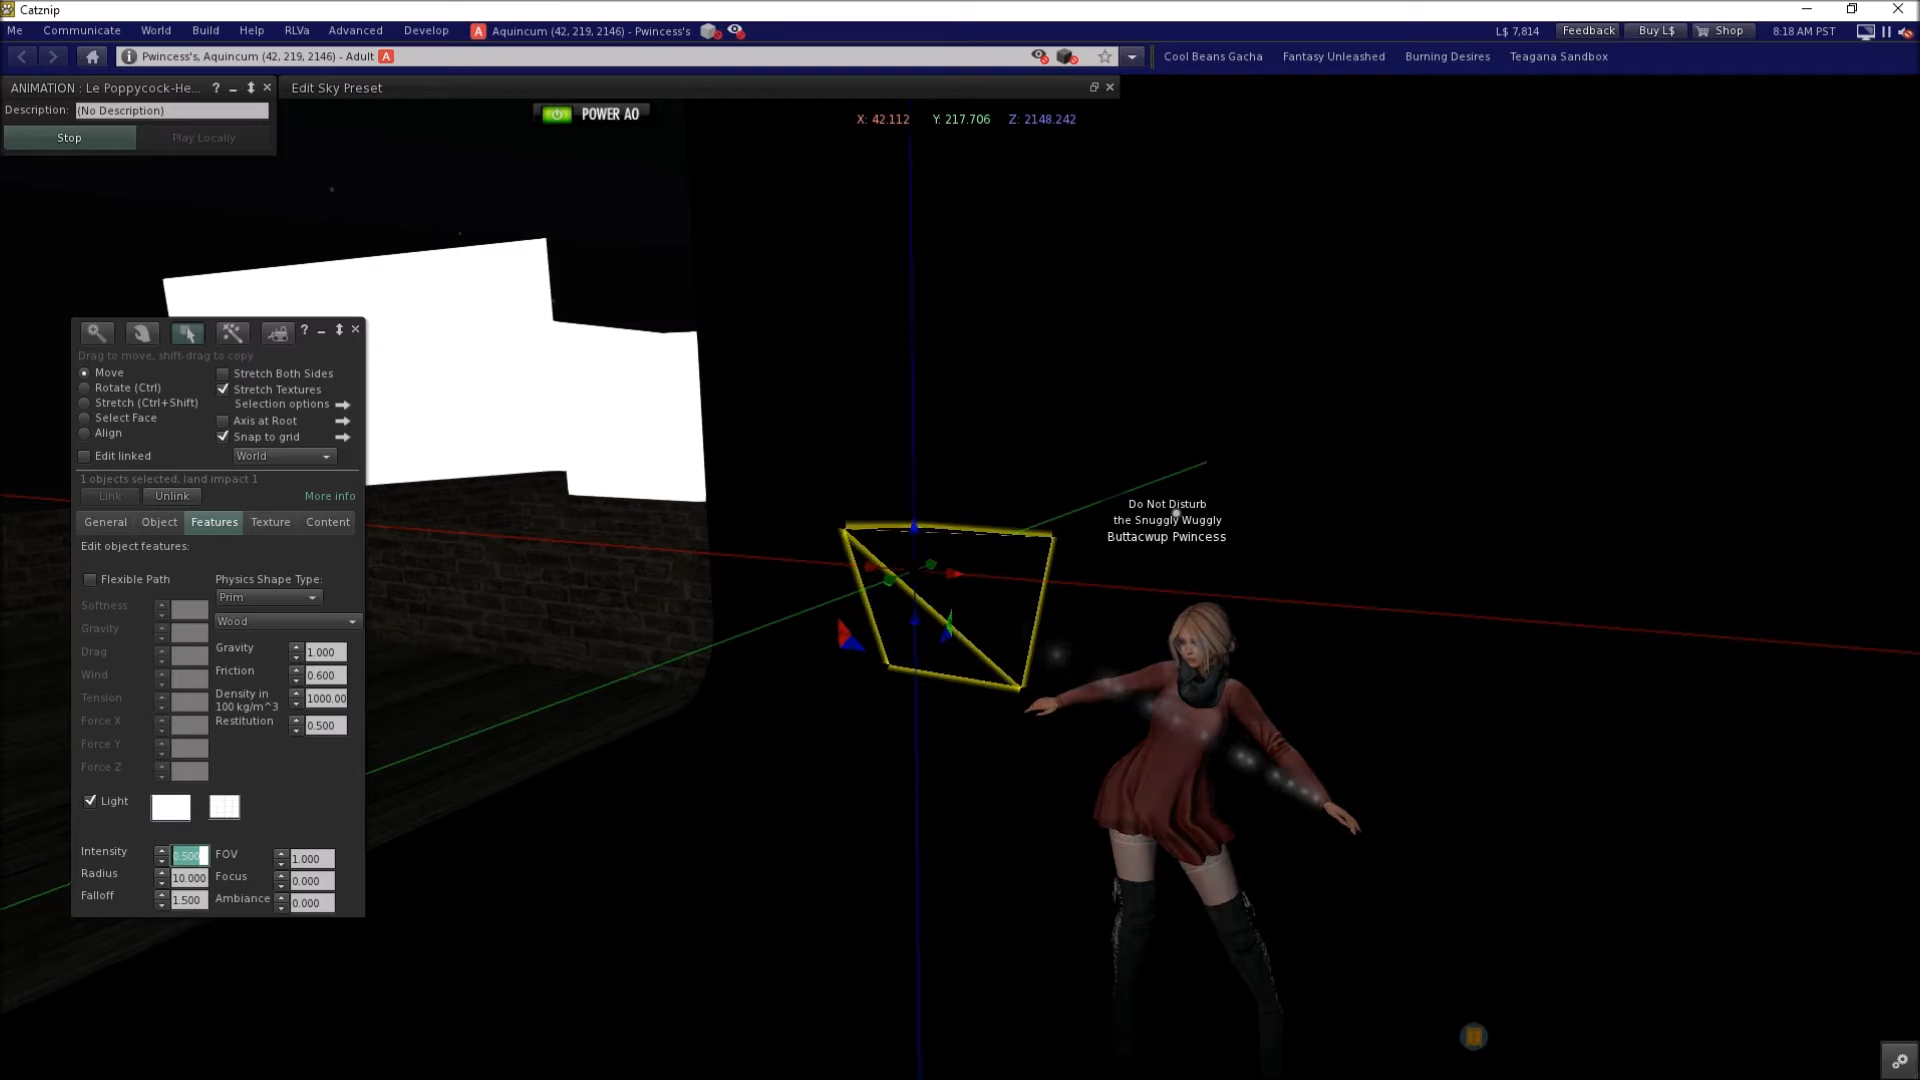 Catznip
Me Communicate World Build Help RLVa Advanced Develop A Aquincum (42, 219, 2146) - Pwincess's L$ 7,814 Feedback Buy L$ Shop 8:18 AM PST
Pwincess's, Aquincum (42, 219, 2146) - Adult A Cool Beans Gacha Fantasy Unleashed Burning Desires Teagana Sandbox
ANIMATION : Le Poppycock-He... ? Edit Sky Preset
Description: (No Description)
POWER AO
X: 42.112 Y: 217.706 Z: 2148.242
Stop Play Locally
?
Drag to move, shift-drag to copy
Move Stretch Both Sides
Rotate (Ctrl) Stretch Textures
Stretch (Ctrl+Shift) Selection options
Select Face Axis at Root
Align Snap to grid
Edit linked World
1 objects selected, land impact 1
Link Unlink More info
General Object Features Texture Content
Edit object features:
Flexible Path Physics Shape Type:
Prim
Softness
Wood
Gravity
Drag
Wind
Tension
Force X
Force Y
Force Z
Gravity 1.000
Friction 0.600
Density in
100 kg/m^3 1000.00
Restitution 0.500
Light
Intensity 0.500 FOV 1.000
Radius 10.000 Focus 0.000
Falloff 1.500 Ambiance 0.000
Do Not Disturb
the Snuggly Wuggly
Buttacwup Pwincess